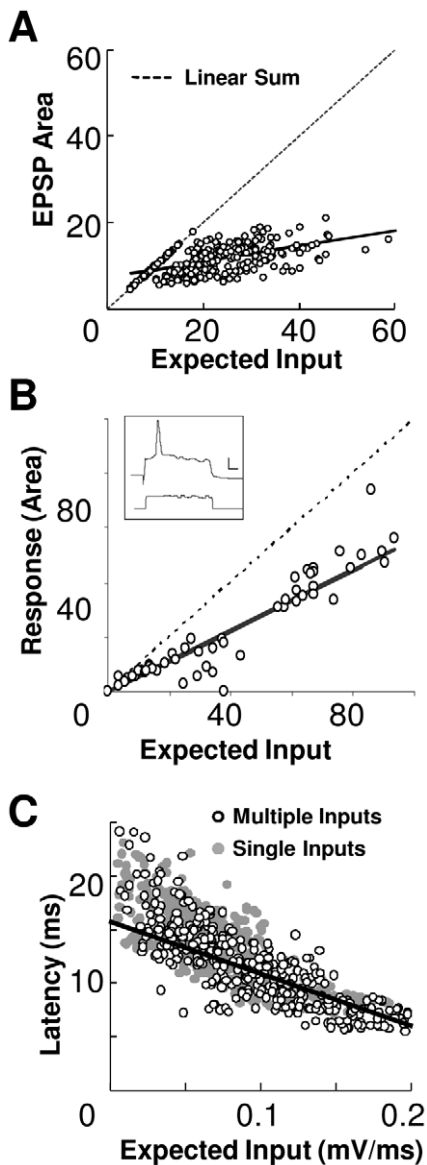 A
60
Linear Sum
EPSP Area
40
20
0
20
40
60
Expected Input
B
Response (Area)
80
40
0
40
80
Expected Input
C
Multiple Inputs
Single Inputs
Latency (ms)
20
10
0
0.1
0.2
Expected Input (mV/ms)